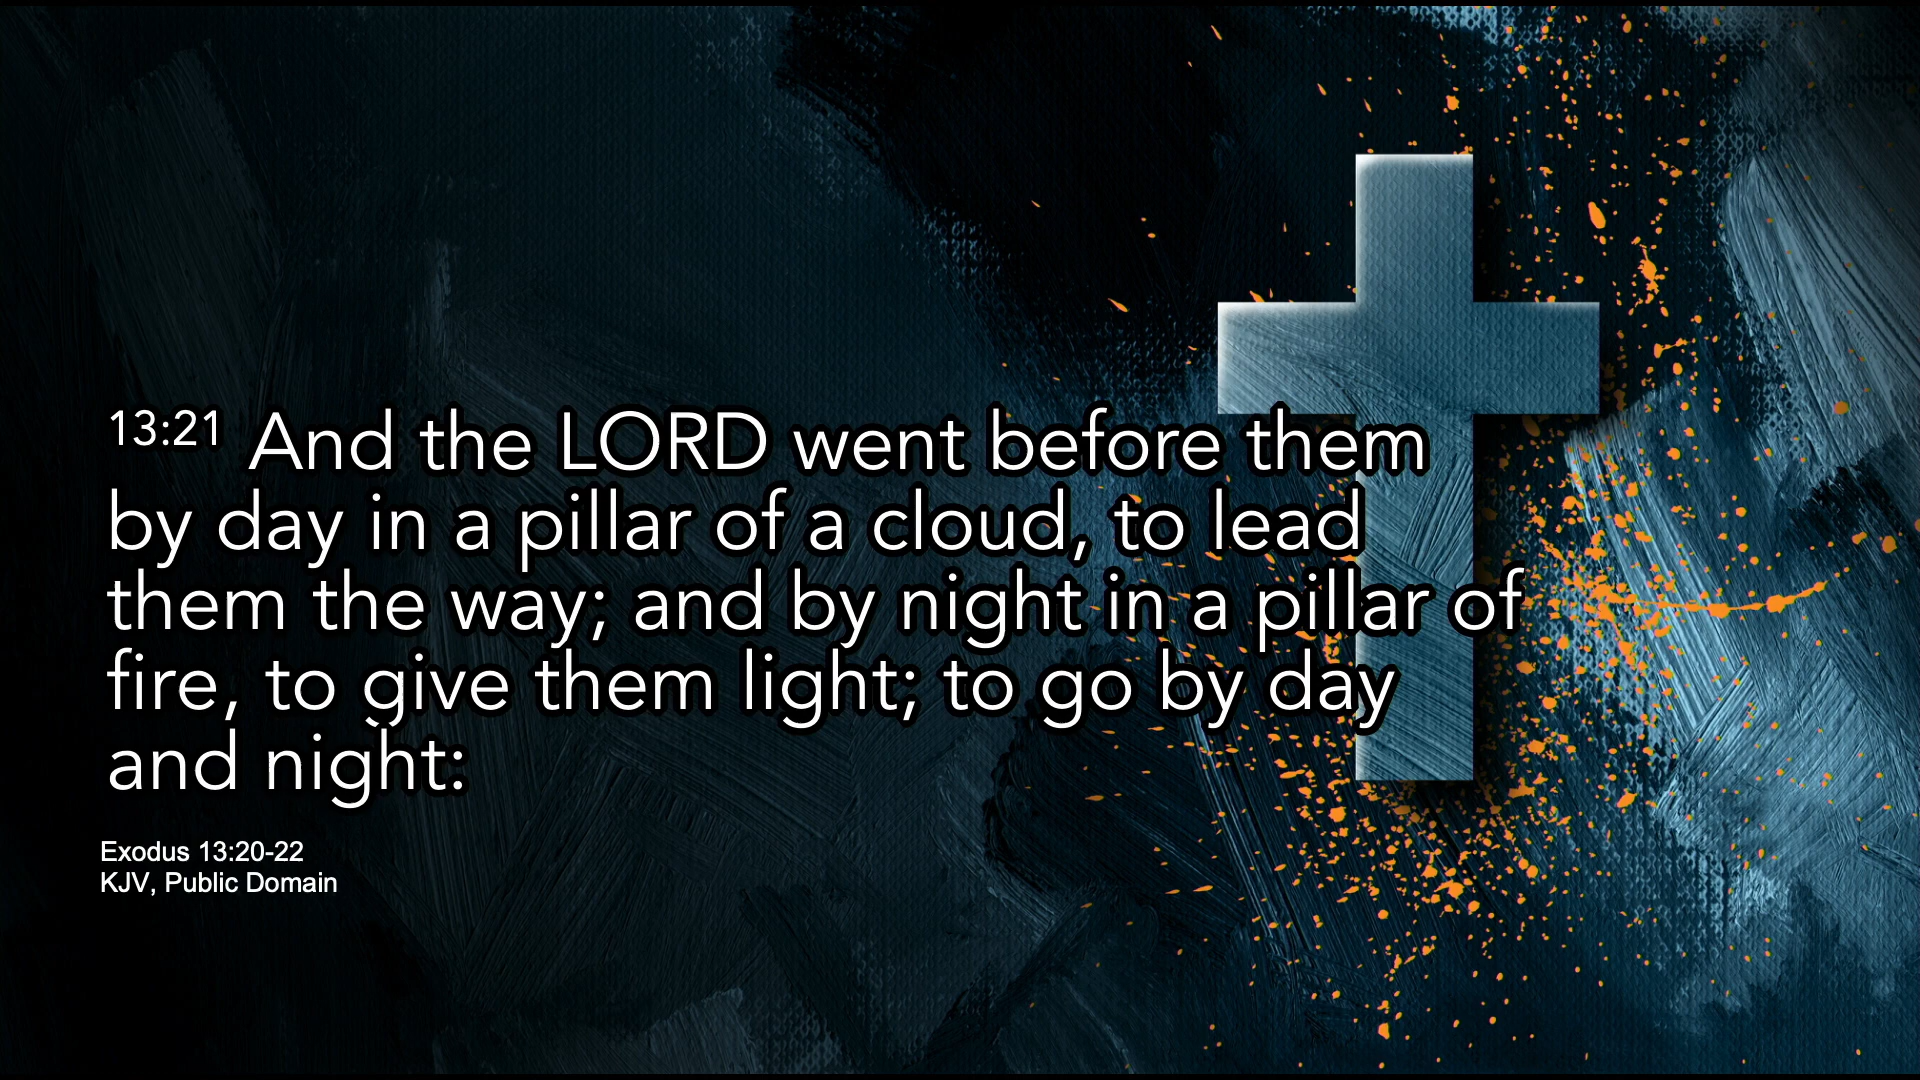 13:21 And the LORD went before them
by day in a pillar of a cloud, to lead
them the way; and by night in a pillar of
fire, to give them light; to go by day
and night:
Exodus 13:20-22
KJV, Public Domain